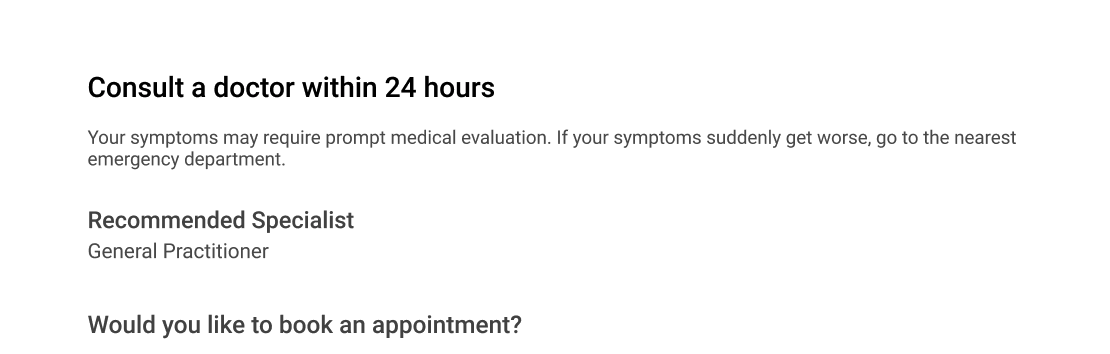 Consult a doctor within 24 hours
Your symptoms may require prompt medical evaluation. If your symptoms suddenly get worse, go to the nearest
emergency department.
Recommended Specialist
General Practitioner
Would you like to book an appointment?